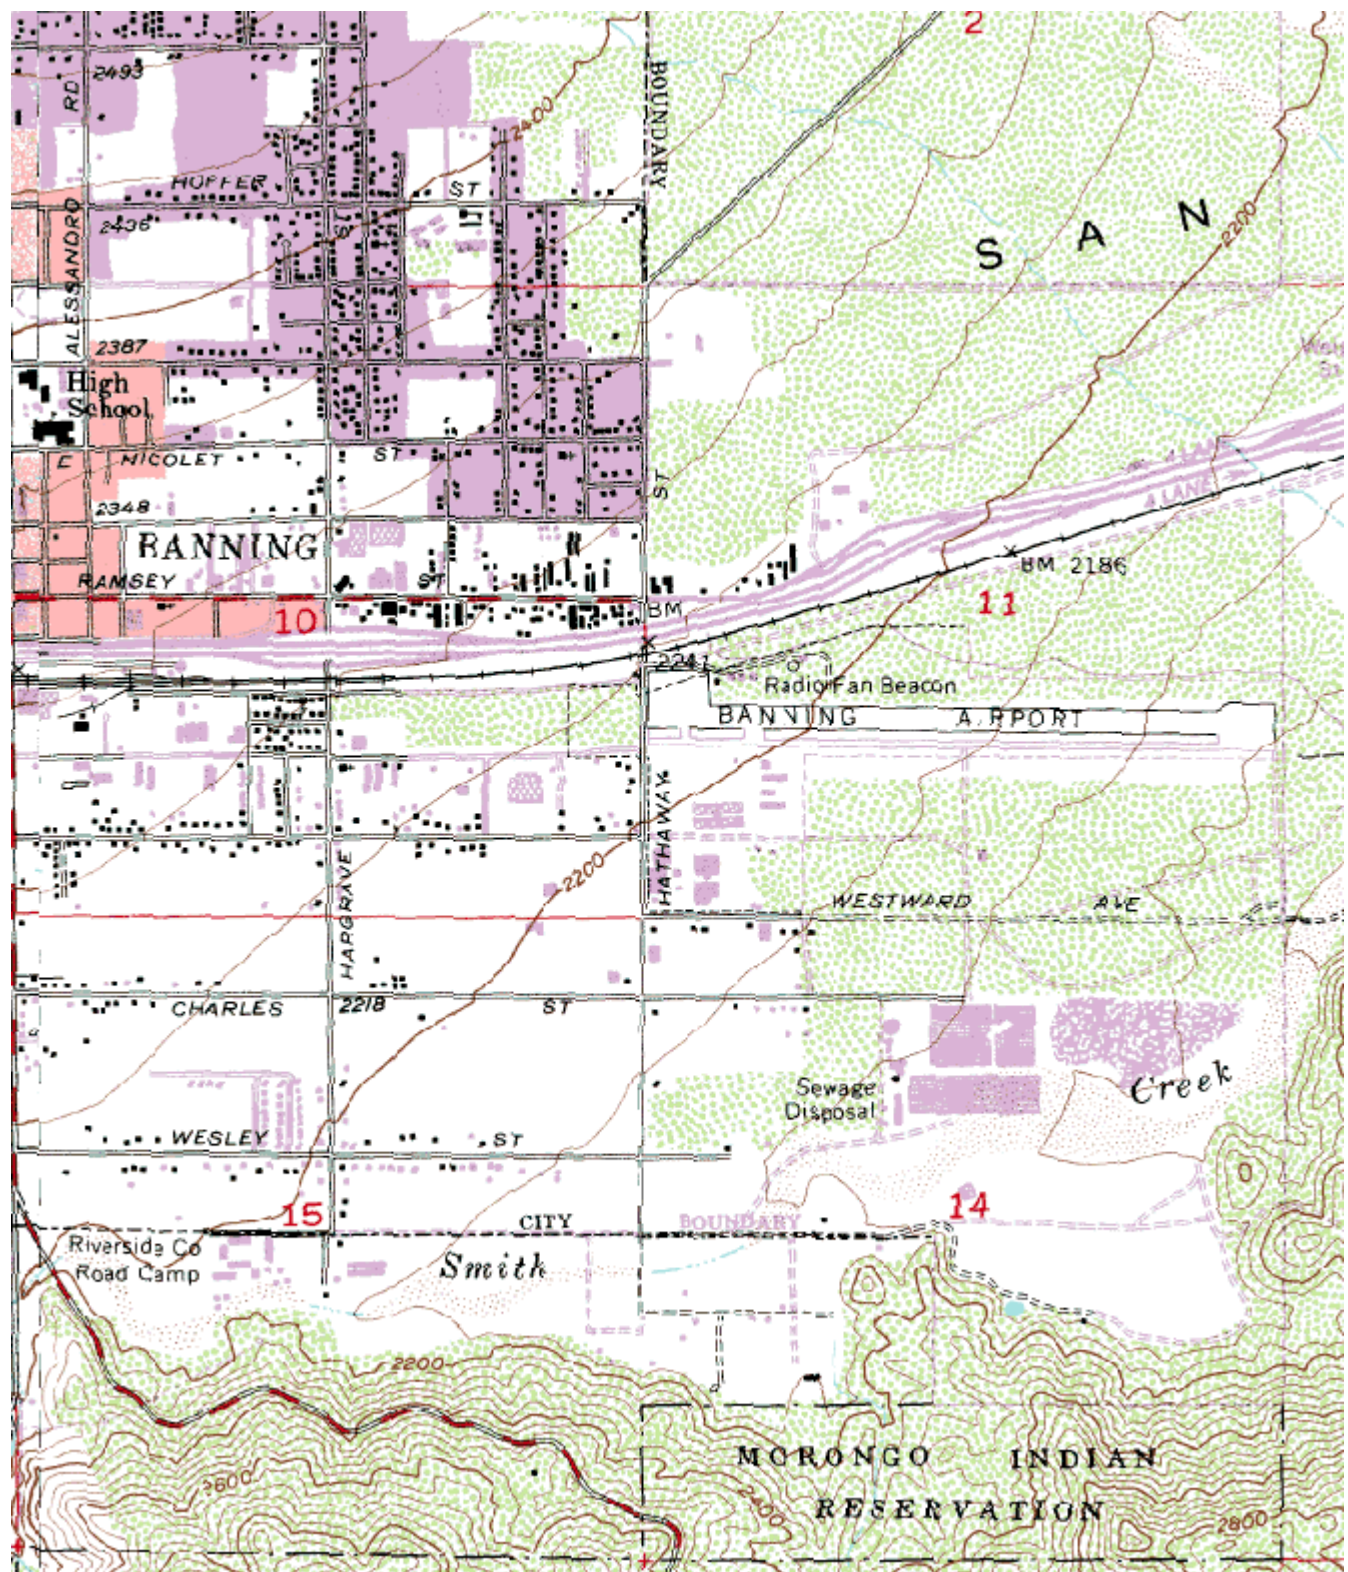 2
2493
RD
BOUNDARY
2400
HOFFER ST
2436
ALESSANDRO
S A N
2200
2387
High
School
4 LANE
E NICOLET ST
ST
2348
BANNING
RAMSEY ST
BM 2186
BM
10
11
2241
Radio Fan Beacon
BANNING AIRPORT
HATHAWAY
2200
HARGRAVE
WESTWARD AVE
CHARLES 2218 ST
Creek
Sewage
Disposal
WESLEY ST
15
14
CITY BOUNDARY
Riverside Co
Road Camp
Smith
2200
MORONGO INDIAN
RESERVATION
2600
2400
2800